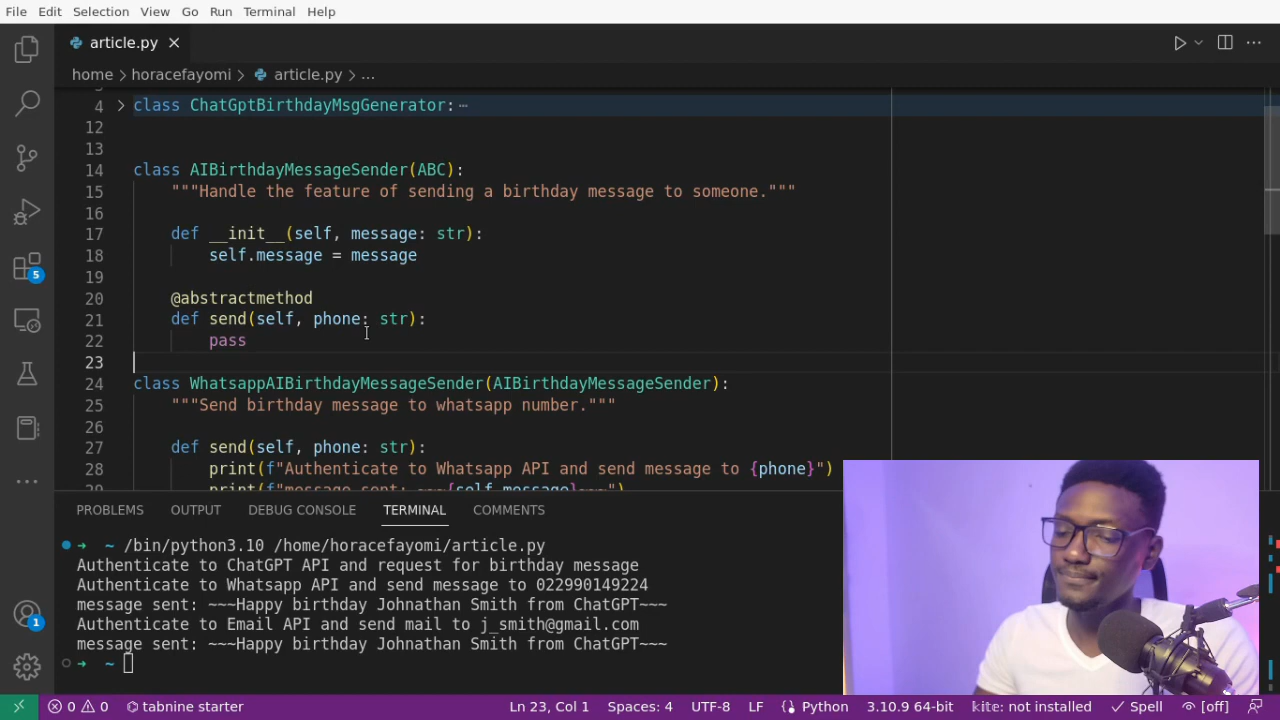 File Edit Selection View Go Run Terminal Help
article.py
home > horacefayomi > article.py > ...
4 class ChatGptBirthdayMsgGenerator:
12
13
14 class AIBirthdayMessageSender(ABC):
15 """Handle the feature of sending a birthday message to someone."""
16
17 def __init__(self, message: str):
18 self.message = message
19
20 @abstractmethod
21 def send(self, phone: str):
22 pass
23
24 class WhatsappAIBirthdayMessageSender(AIBirthdayMessageSender):
25 """Send birthday message to whatsapp number."""
26
27 def send(self, phone: str):
28 print(f"Authenticate to Whatsapp API and send message to {phone}")
29 print(f"message sent: ~~~{self.message}~~~")
5
1
PROBLEMS OUTPUT DEBUG CONSOLE TERMINAL COMMENTS
~ /bin/python3.10 /home/horacefayomi/article.py
Authenticate to ChatGPT API and request for birthday message
Authenticate to Whatsapp API and send message to 022990149224
message sent: ~~~Happy birthday Johnathan Smith from ChatGPT~~~
Authenticate to Email API and send mail to j_smith@gmail.com
message sent: ~~~Happy birthday Johnathan Smith from ChatGPT~~~
~
0 0 tabnine starter Ln 23, Col 1 Spaces: 4 UTF-8 LF Python 3.10.9 64-bit kite: not installed Spell [off]